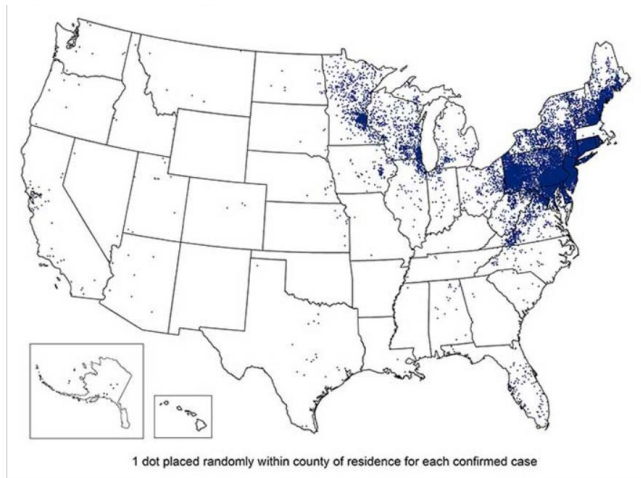 1 dot placed randomly within county of residence for each confirmed case